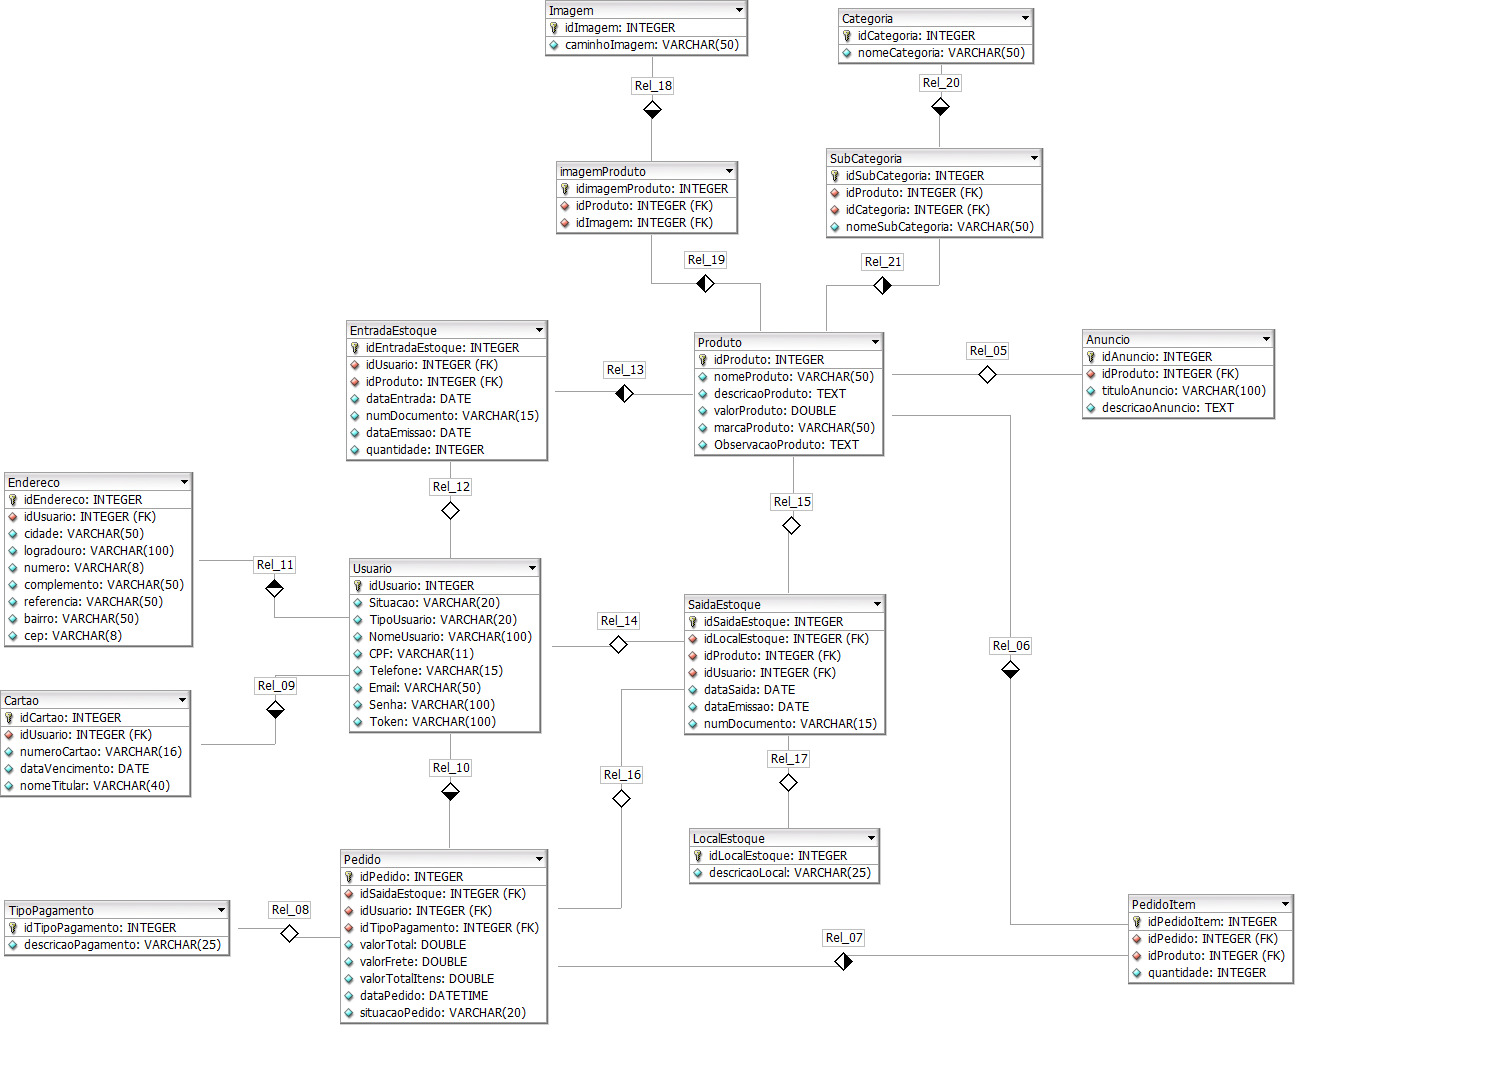 Imagem
idImagem: INTEGER
caminhoImagem: VARCHAR(50)
Categoria
idCategoria: INTEGER
nomeCategoria: VARCHAR(50)
Rel_18
Rel_20
imagemProduto
idimagemProduto: INTEGER
idProduto: INTEGER (FK)
idImagem: INTEGER (FK)
SubCategoria
idSubCategoria: INTEGER
idProduto: INTEGER (FK)
idCategoria: INTEGER (FK)
nomeSubCategoria: VARCHAR(50)
Rel_19
Rel_21
EntradaEstoque
idEntradaEstoque: INTEGER
idUsuario: INTEGER (FK)
idProduto: INTEGER (FK)
dataEntrada: DATE
numDocumento: VARCHAR(15)
dataEmissao: DATE
quantidade: INTEGER
Rel_13
Produto
idProduto: INTEGER
nomeProduto: VARCHAR(50)
descricaoProduto: TEXT
valorProduto: DOUBLE
marcaProduto: VARCHAR(50)
ObservacaoProduto: TEXT
Rel_05
Anuncio
idAnuncio: INTEGER
idProduto: INTEGER (FK)
tituloAnuncio: VARCHAR(100)
descricaoAnuncio: TEXT
Rel_12
Rel_15
Endereco
idEndereco: INTEGER
idUsuario: INTEGER (FK)
cidade: VARCHAR(50)
logradouro: VARCHAR(100)
numero: VARCHAR(8)
complemento: VARCHAR(50)
referencia: VARCHAR(50)
bairro: VARCHAR(50)
cep: VARCHAR(8)
Rel_11
Usuario
idUsuario: INTEGER
Situacao: VARCHAR(20)
TipoUsuario: VARCHAR(20)
NomeUsuario: VARCHAR(100)
CPF: VARCHAR(11)
Telefone: VARCHAR(15)
Email: VARCHAR(50)
Senha: VARCHAR(100)
Token: VARCHAR(100)
Rel_14
SaidaEstoque
idSaidaEstoque: INTEGER
idLocalEstoque: INTEGER (FK)
idProduto: INTEGER (FK)
idUsuario: INTEGER (FK)
dataSaida: DATE
dataEmissao: DATE
numDocumento: VARCHAR(15)
Rel_06
Rel_09
Cartao
idCartao: INTEGER
idUsuario: INTEGER (FK)
numeroCartao: VARCHAR(16)
dataVencimento: DATE
nomeTitular: VARCHAR(40)
Rel_10
Rel_16
Rel_17
LocalEstoque
idLocalEstoque: INTEGER
descricaoLocal: VARCHAR(25)
Pedido
idPedido: INTEGER
idSaidaEstoque: INTEGER (FK)
idUsuario: INTEGER (FK)
idTipoPagamento: INTEGER (FK)
valorTotal: DOUBLE
valorFrete: DOUBLE
valorTotalItens: DOUBLE
dataPedido: DATETIME
situacaoPedido: VARCHAR(20)
TipoPagamento
idTipoPagamento: INTEGER
descricaoPagamento: VARCHAR(25)
Rel_08
Rel_07
PedidoItem
idPedidoItem: INTEGER
idPedido: INTEGER (FK)
idProduto: INTEGER (FK)
quantidade: INTEGER